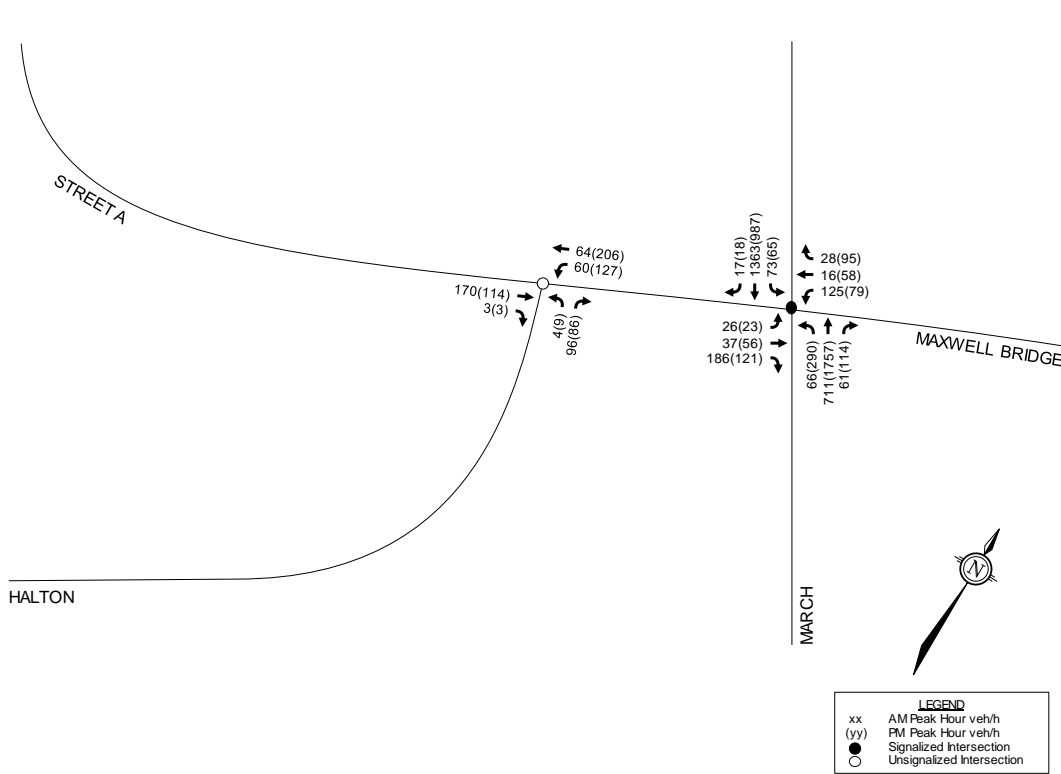 STREET A
64(206)
60(127)
170(114)
3(3)
4(9)
96(86)
17(18)
1363(987)
73(65)
28(95)
16(58)
125(79)
26(23)
37(56)
186(121)
66(290)
711(1757)
61(114)
MAXWELL BRIDGE
HALTON
MARCH
N
LEGEND
xx AM Peak Hour veh/h
(yy) PM Peak Hour veh/h
Signalized Intersection
Unsignalized Intersection